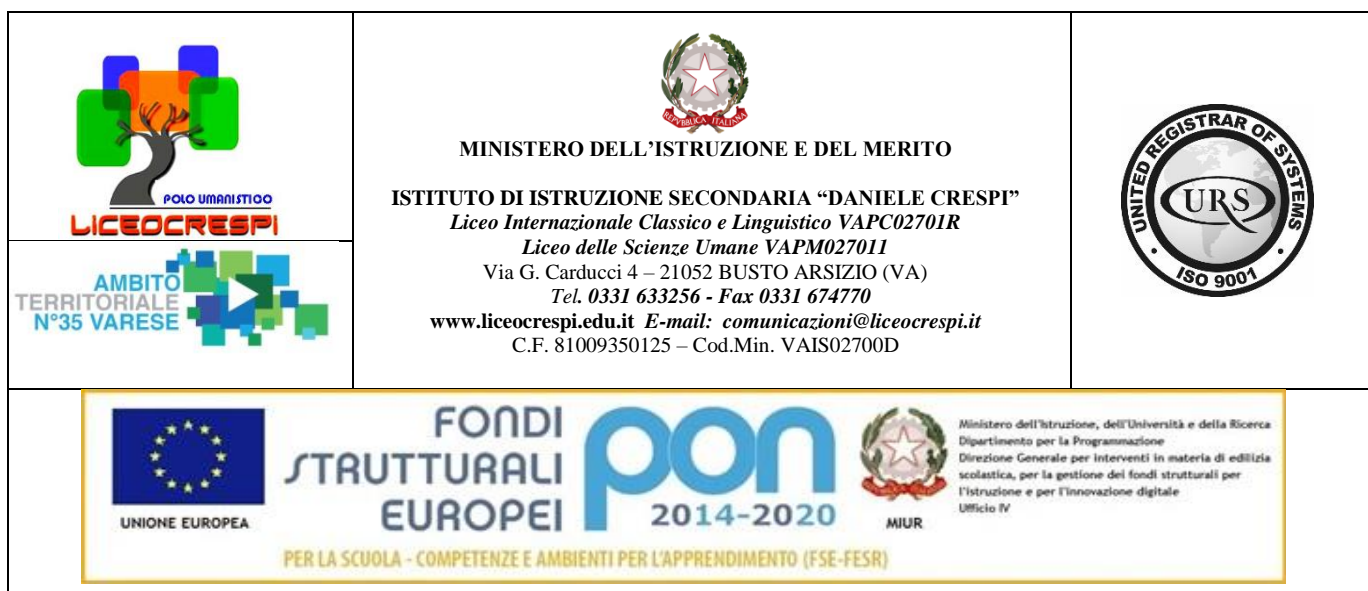 POLO UMANISTICO
LICEOCRESPI
AMBITO
TERRITORIALE
N°35 VARESE
REPVBBLICA ITALIANA
MINISTERO DELL’ISTRUZIONE E DEL MERITO
ISTITUTO DI ISTRUZIONE SECONDARIA “DANIELE CRESPI”
Liceo Internazionale Classico e Linguistico VAPC02701R
Liceo delle Scienze Umane VAPM027011
Via G. Carducci 4 – 21052 BUSTO ARSIZIO (VA)
Tel. 0331 633256 - Fax 0331 674770
www.liceocrespi.edu.it E-mail: comunicazioni@liceocrespi.it
C.F. 81009350125 – Cod.Min. VAIS02700D
UNITED REGISTRAR OF SYSTEMS
URS
ISO 9001
UNIONE EUROPEA
FONDI
STRUTTURALI
EUROPEI
pon
2014-2020
MIUR
Ministero dell'Istruzione, dell'Università e della Ricerca
Dipartimento per la Programmazione
Direzione Generale per interventi in materia di edilizia
scolastica, per la gestione dei fondi strutturali per
l'istruzione e per l'innovazione digitale
Ufficio IV
PER LA SCUOLA - COMPETENZE E AMBIENTI PER L'APPRENDIMENTO (FSE-FESR)